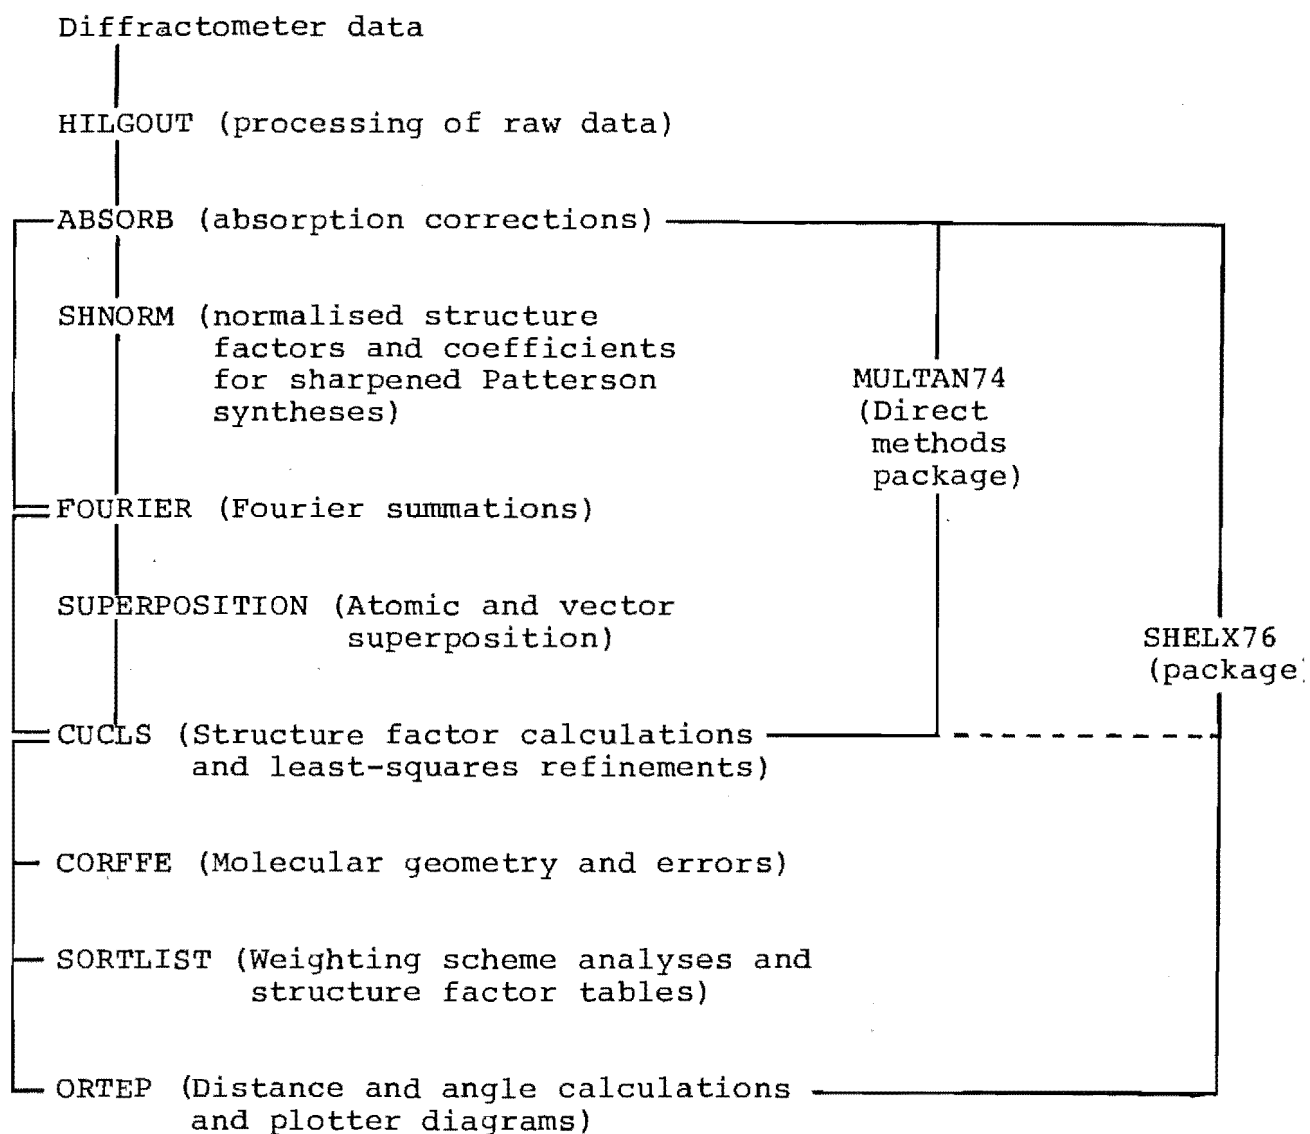 Diffractometer data
HILGOUT (processing of raw data)
ABSORB (absorption corrections)
SHNORM (normalised structure
factors and coefficients
for sharpened Patterson
syntheses)
MULTAN74
(Direct
methods
package)
FOURIER (Fourier summations)
SUPERPOSITION (Atomic and vector
superposition)
SHELX76
(package)
CUCLS (Structure factor calculations
and least-squares refinements)
CORFFE (Molecular geometry and errors)
SORTLIST (Weighting scheme analyses and
structure factor tables)
ORTEP (Distance and angle calculations
and plotter diagrams)